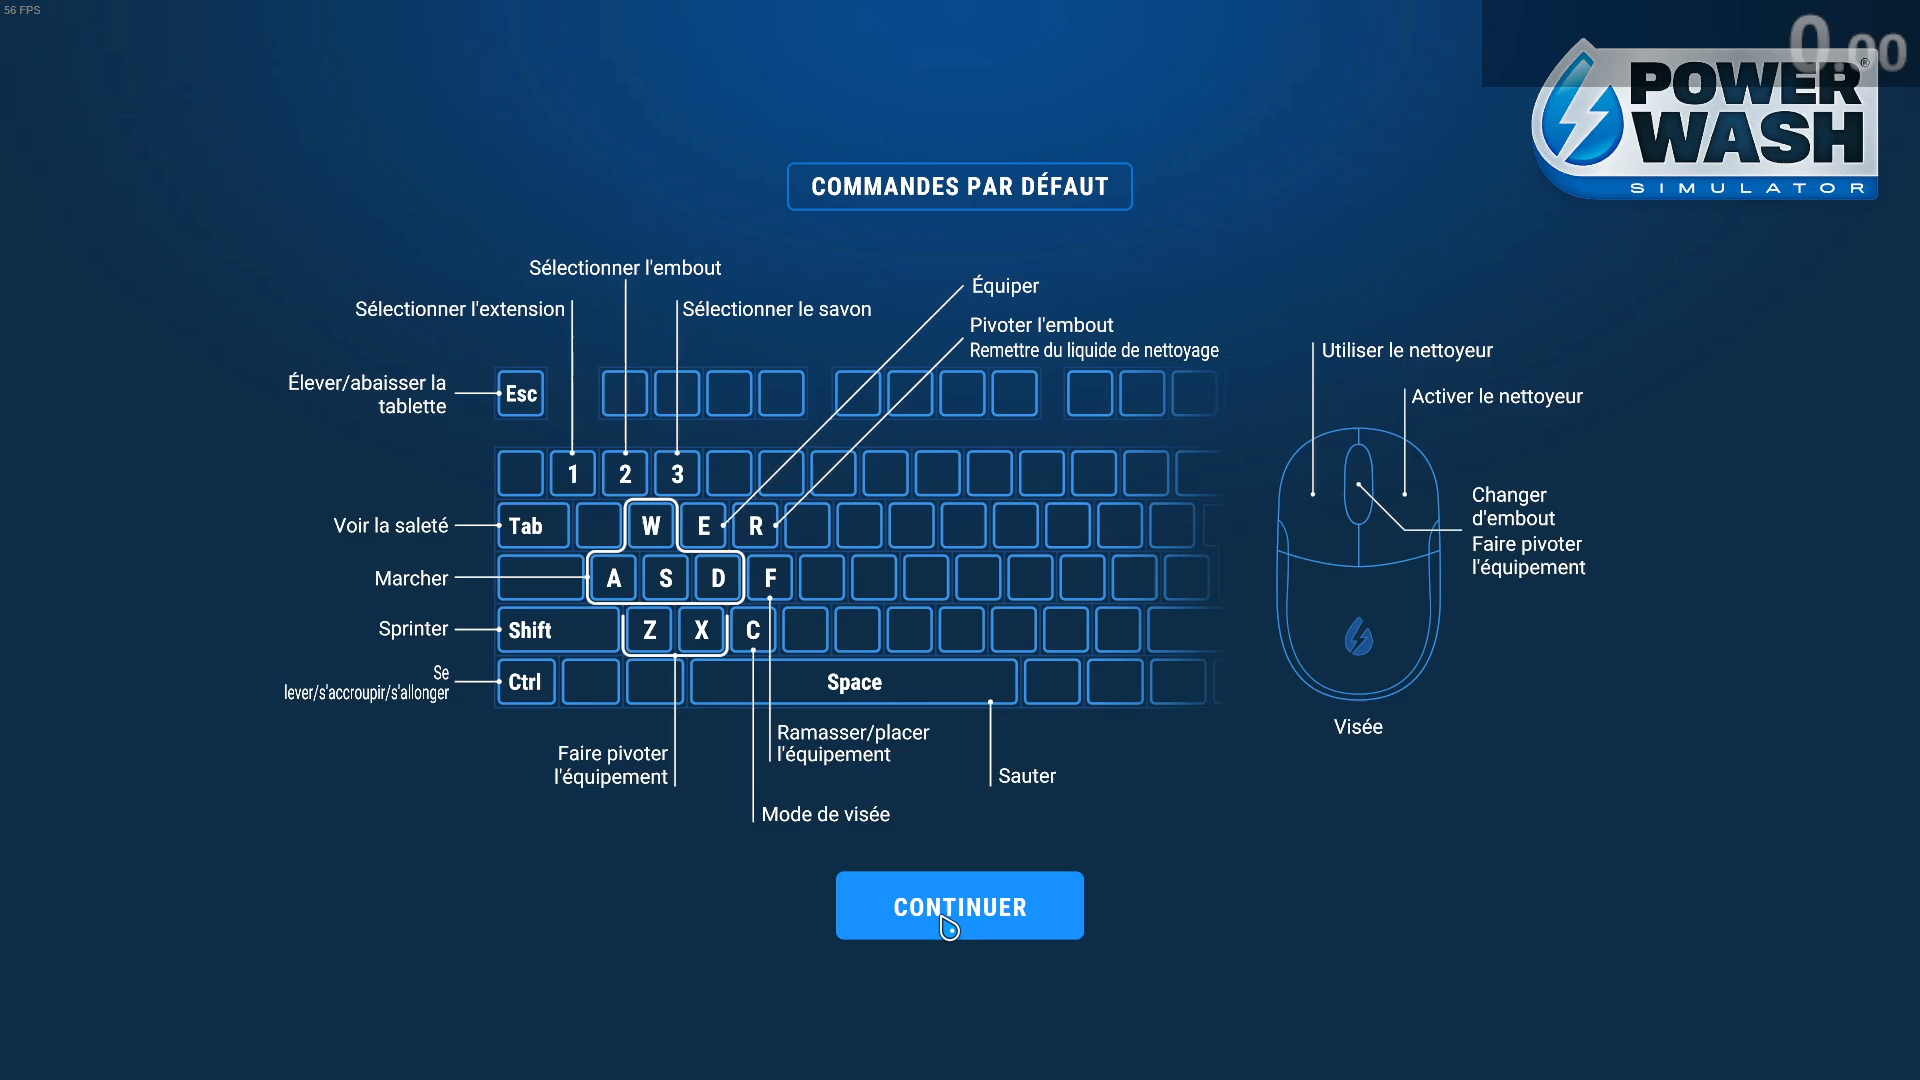 56 FPS
0.00
POWER
WASH
SIMULATOR
®
COMMANDES PAR DÉFAUT
Sélectionner l'embout
Sélectionner l'extension
Sélectionner le savon
Équiper
Pivoter l'embout
Remettre du liquide de nettoyage
Utiliser le nettoyeur
Activer le nettoyeur
Élever/abaisser la
tablette
Esc
1 2 3
Voir la saleté
Tab W E R
Changer
d'embout
Faire pivoter
l'équipement
Marcher
A S D F
Sprinter
Shift Z X C
Se
lever/s'accroupir/s'allonger
Ctrl Space
Visée
Faire pivoter
l'équipement
Ramasser/placer
l'équipement
Sauter
Mode de visée
CONTINUER